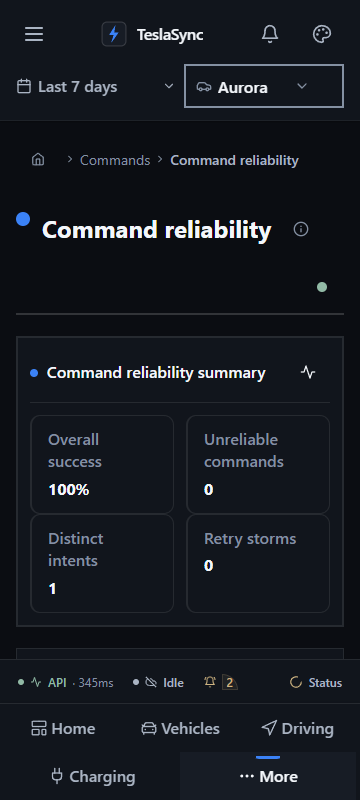 TeslaSync
Last 7 days
Aurora
Commands
Command reliability
Command reliability
Command reliability summary
Overall
success
100%
Unreliable
commands
0
Distinct
intents
1
Retry storms
0
API · 345ms
Idle
2
Status
Home
Vehicles
Driving
Charging
More